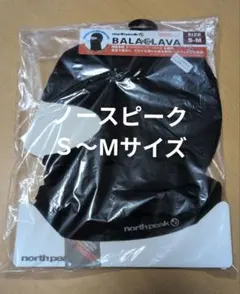 northpeak
BALACLAVA
SIZE
S-M
ノースピーク
S～Mサイズ
northpeak
northpeak